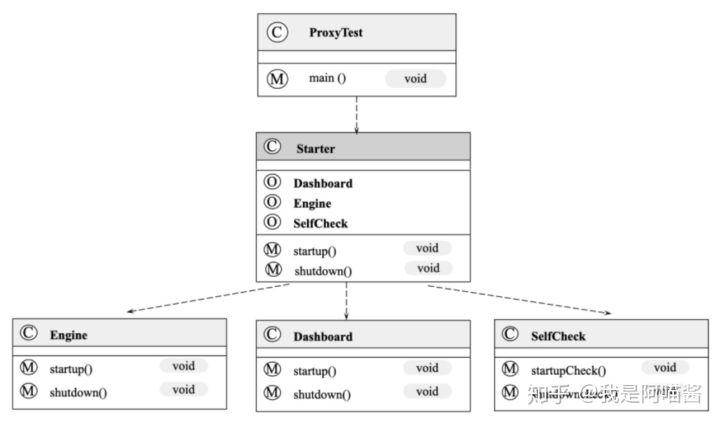 C ProxyTest
M main () void
C Starter
O Dashboard
O Engine
O SelfCheck
M startup() void
M shutdown() void
C Engine
M startup() void
M shutdown() void
C Dashboard
M startup() void
M shutdown() void
C SelfCheck
M startupCheck() void
M shutdowncheck() void
知乎 @我是阿喵酱